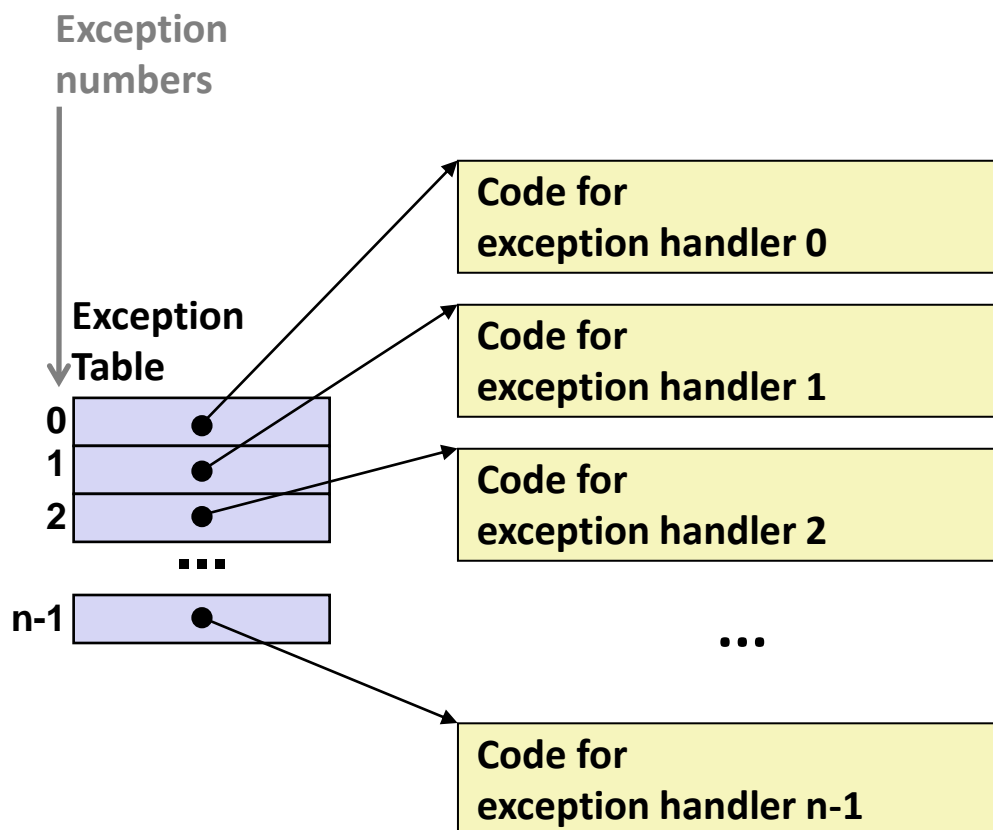 Exception
numbers
Code for
exception handler 0
Exception
Table
Code for
exception handler 1
0
1
2
...
n-1
Code for
exception handler 2
...
Code for
exception handler n-1